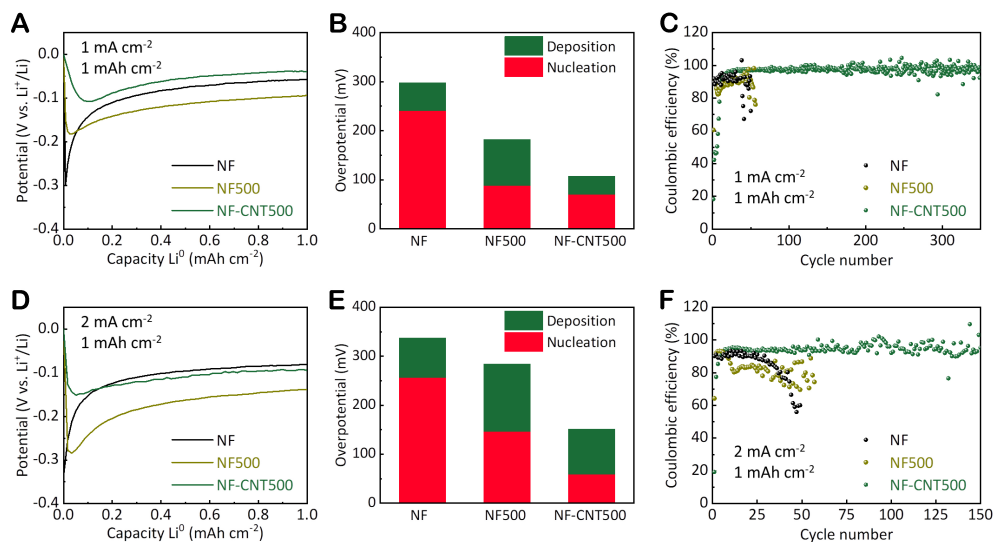 A
0.0
-0.1
-0.2
-0.3
-0.4
Potential (V vs. Li⁺/Li)
1 mA cm⁻²
1 mAh cm⁻²
NF
NF500
NF-CNT500
0.0 0.2 0.4 0.6 0.8 1.0
Capacity Li⁰ (mAh cm⁻²)
B
400
300
200
100
0
Overpotential (mV)
Deposition
Nucleation
NF NF500 NF-CNT500
C
120
100
80
60
40
20
0
Coulombic efficiency (%)
1 mA cm⁻²
1 mAh cm⁻²
NF
NF500
NF-CNT500
0 100 200 300
Cycle number
D
0.0
-0.1
-0.2
-0.3
-0.4
Potential (V vs. Li⁺/Li)
2 mA cm⁻²
1 mAh cm⁻²
NF
NF500
NF-CNT500
0.0 0.2 0.4 0.6 0.8 1.0
Capacity Li⁰ (mAh cm⁻²)
E
400
300
200
100
0
Overpotential (mV)
Deposition
Nucleation
NF NF500 NF-CNT500
F
120
100
80
60
40
20
0
Coulombic efficiency (%)
2 mA cm⁻²
1 mAh cm⁻²
NF
NF500
NF-CNT500
0 25 50 75 100 125 150
Cycle number